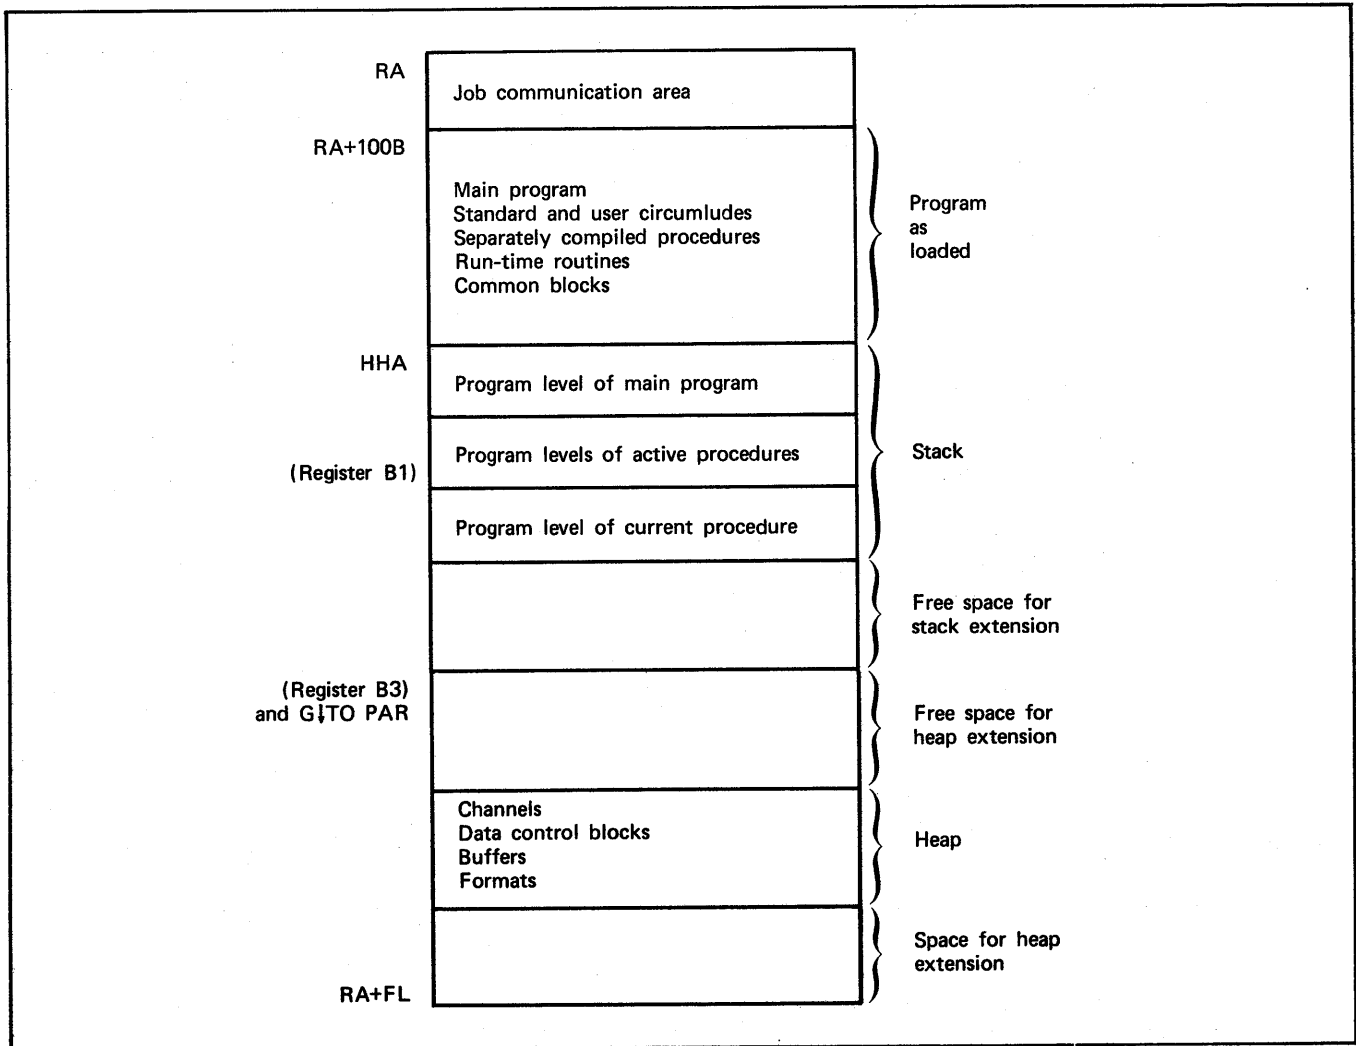 RA
Job communication area
RA+100B
Main program
Standard and user circumludes
Separately compiled procedures
Run-time routines
Common blocks
Program
as
loaded
HHA
Program level of main program
Program levels of active procedures
(Register B1)
Stack
Program level of current procedure
Free space for
stack extension
(Register B3)
and G↓TO PAR
Free space for
heap extension
Channels
Data control blocks
Buffers
Formats
Heap
Space for heap
extension
RA+FL